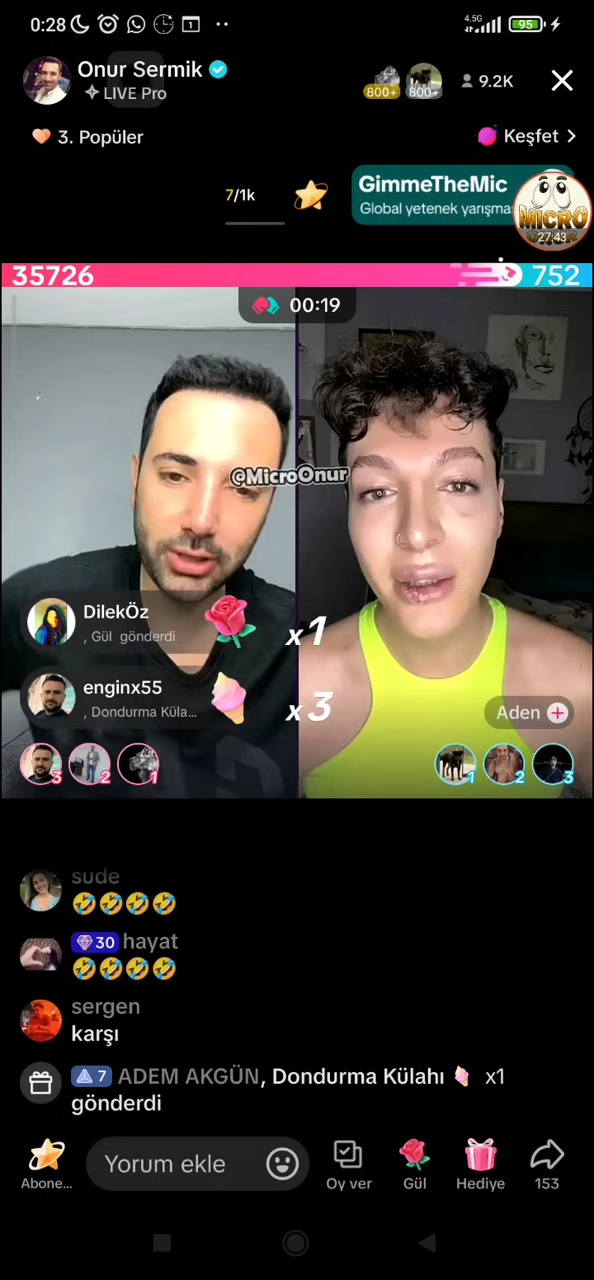 0:28
4.5G
95
Onur Sermik
LIVE Pro
800+
800+
9.2K
3. Popüler
Keşfet
7/1k
GimmeTheMic
Global yetenek yarışma
MICRO
27:43
35726
752
00:19
@MicroOnur
DilekÖz
, Gül gönderdi
x1
enginx55
, Dondurma Küla...
x3
Aden
3
2
1
1
2
3
sude
🤣🤣🤣🤣
30 hayat
🤣🤣🤣🤣
sergen
karşı
7 ADEM AKGÜN, Dondurma Külahı 🍦 x1
gönderdi
Yorum ekle
Abone...
Oy ver
Gül
Hediye
153